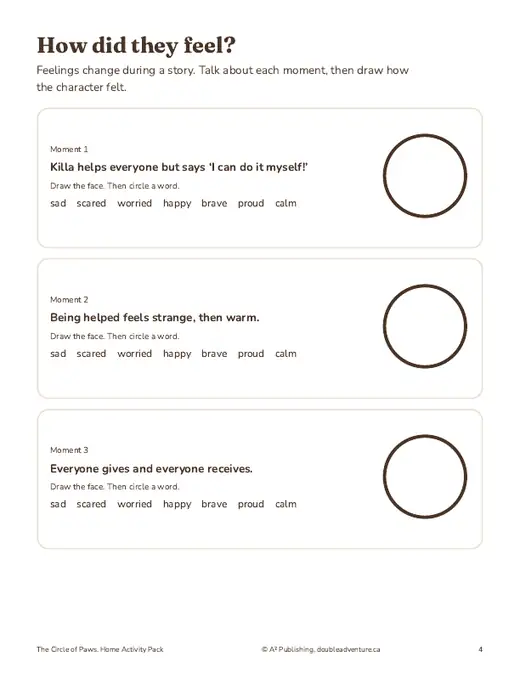 How did they feel?
Feelings change during a story. Talk about each moment, then draw how
the character felt.
Moment 1
Killa helps everyone but says 'I can do it myself!'
Draw the face. Then circle a word.
sad scared worried happy brave proud calm
Moment 2
Being helped feels strange, then warm.
Draw the face. Then circle a word.
sad scared worried happy brave proud calm
Moment 3
Everyone gives and everyone receives.
Draw the face. Then circle a word.
sad scared worried happy brave proud calm
The Circle of Paws. Home Activity Pack © A² Publishing, doubleadventure.ca 4